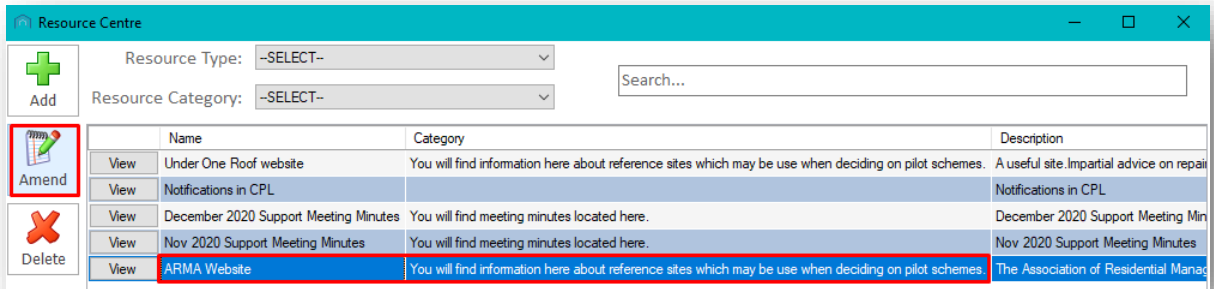 Resource Centre
Add
Resource Type: --SELECT--
Resource Category: --SELECT--
Search...
Amend
Delete
Name Category Description
View Under One Roof website You will find information here about reference sites which may be use when deciding on pilot schemes. A useful site.Impartial advice on repai
View Notifications in CPL Notifications in CPL
View December 2020 Support Meeting Minutes You will find meeting minutes located here. December 2020 Support Meeting Min
View Nov 2020 Support Meeting Minutes You will find meeting minutes located here. Nov 2020 Support Meeting Minutes
View ARMA Website You will find information here about reference sites which may be use when deciding on pilot schemes. The Association of Residential Manag